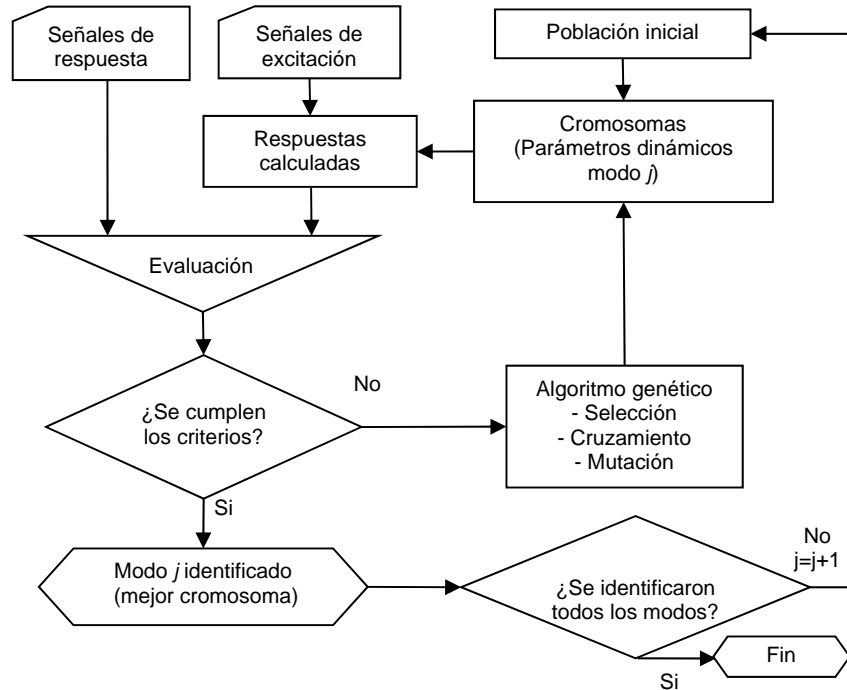 Señales de
respuesta
Señales de
excitación
Población inicial
Respuestas
calculadas
Cromosomas
(Parámetros dinámicos
modo j)
Evaluación
¿Se cumplen
los criterios?
No
Algoritmo genético
- Selección
- Cruzamiento
- Mutación
Si
Modo j identificado
(mejor cromosoma)
¿Se identificaron
todos los modos?
No
j=j+1
Si
Fin